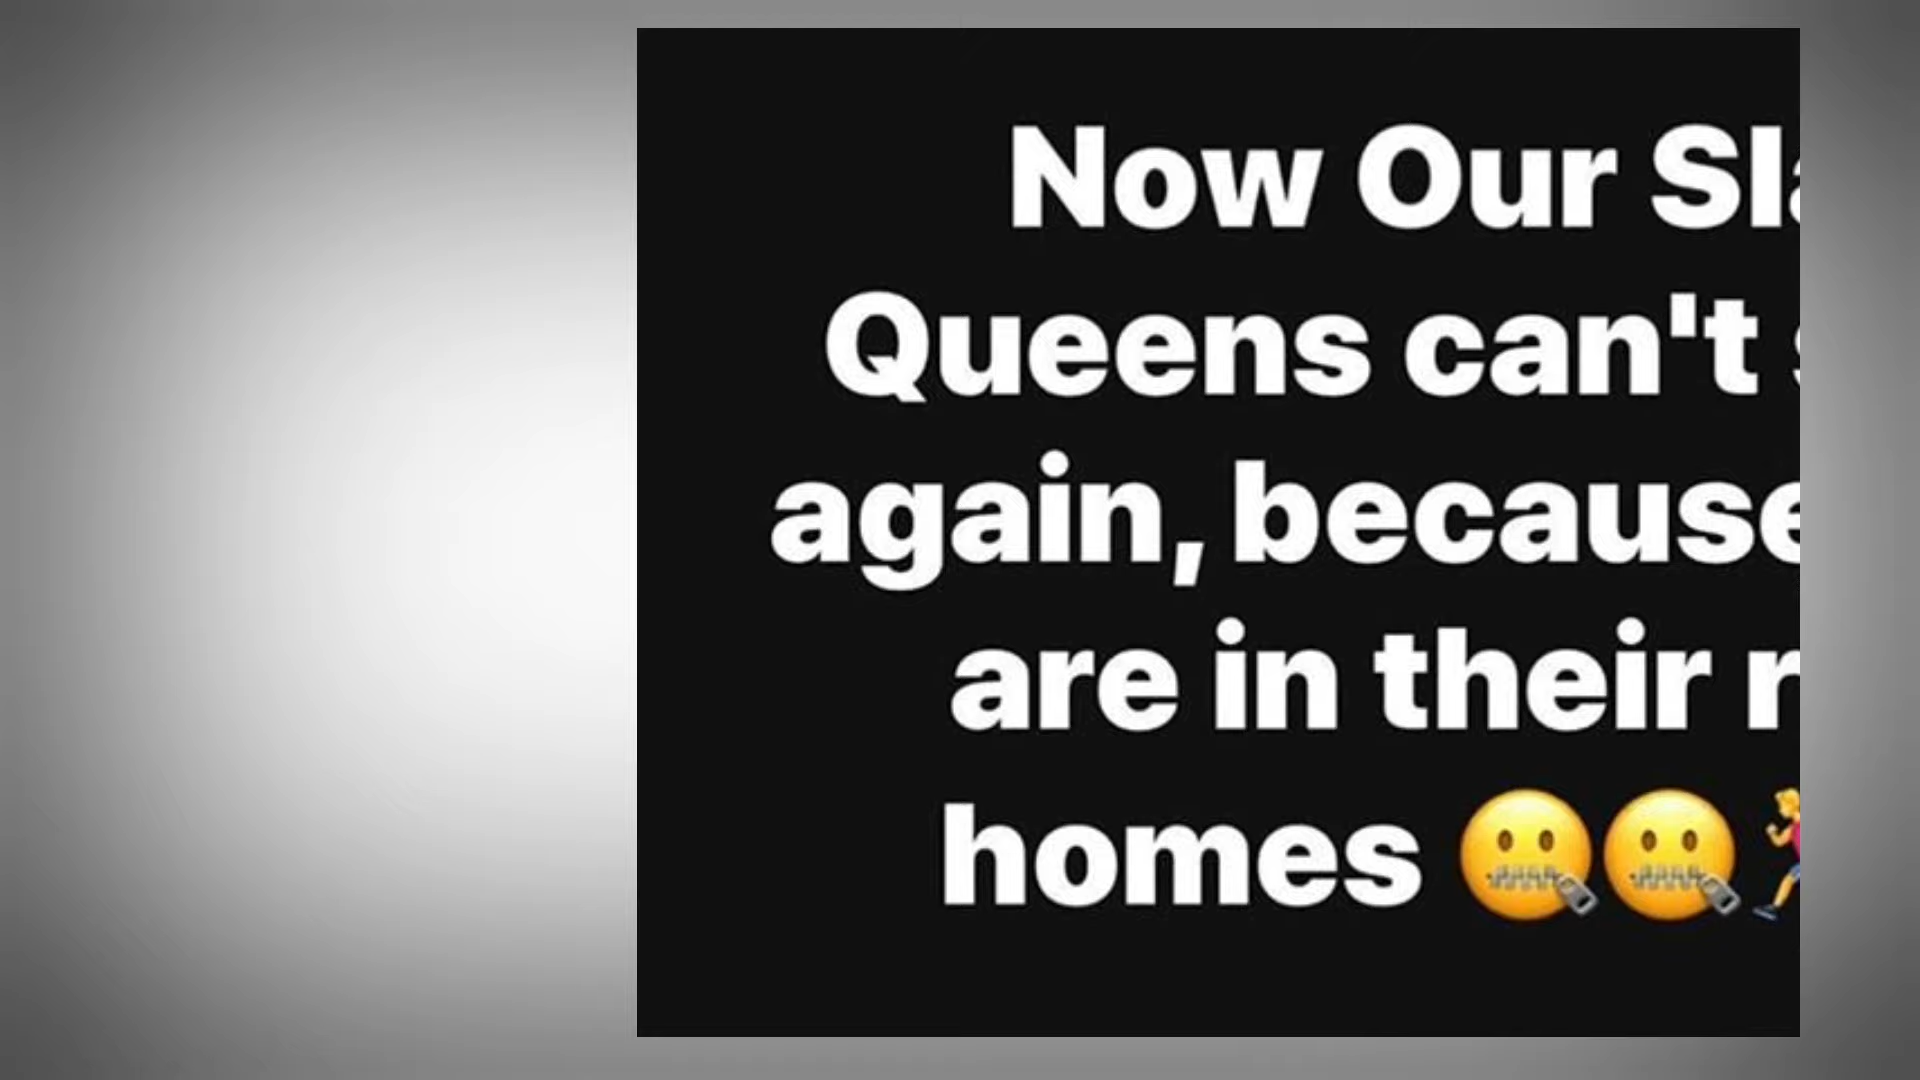 Now Our
Queens can't
again, because
are in their
homes 🤐🤐